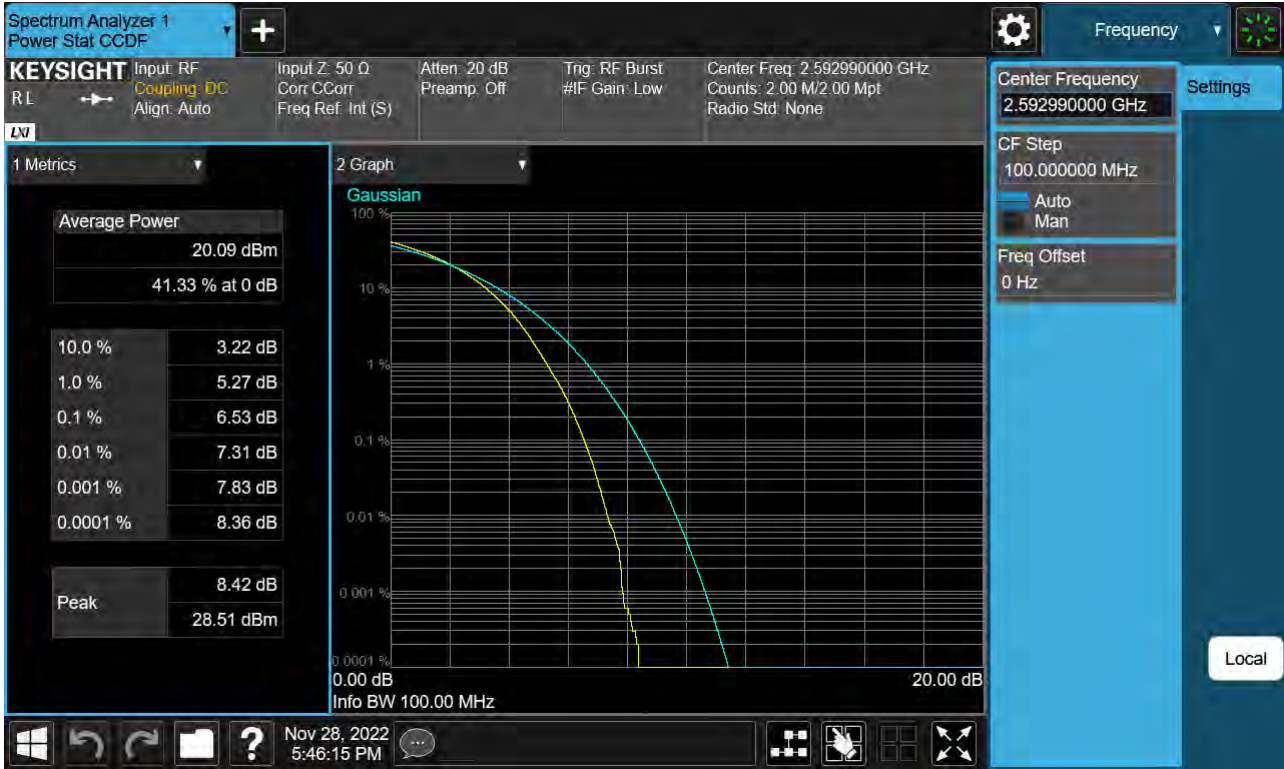 Spectrum Analyzer 1
Power Stat CCDF
+
Frequency
KEYSIGHT
R L
LXI
Input: RF
Coupling: DC
Align: Auto
Input Z: 50 Ω
Corr CCorr
Freq Ref: Int (S)
Atten: 20 dB
Preamp: Off
Trig: RF Burst
#IF Gain: Low
Center Freq: 2.592990000 GHz
Counts: 2.00 M/2.00 Mpt
Radio Std: None
Center Frequency
2.592990000 GHz
Settings
CF Step
100.000000 MHz
Auto
Man
Freq Offset
0 Hz
1 Metrics
Average Power
20.09 dBm
41.33 % at 0 dB
10.0 % 3.22 dB
1.0 % 5.27 dB
0.1 % 6.53 dB
0.01 % 7.31 dB
0.001 % 7.83 dB
0.0001 % 8.36 dB
Peak
8.42 dB
28.51 dBm
2 Graph
Gaussian
100 %
10 %
1 %
0.1 %
0.01 %
0.001 %
0.0001 %
0.00 dB 20.00 dB
Info BW 100.00 MHz
Local
?
Nov 28, 2022
5:46:15 PM